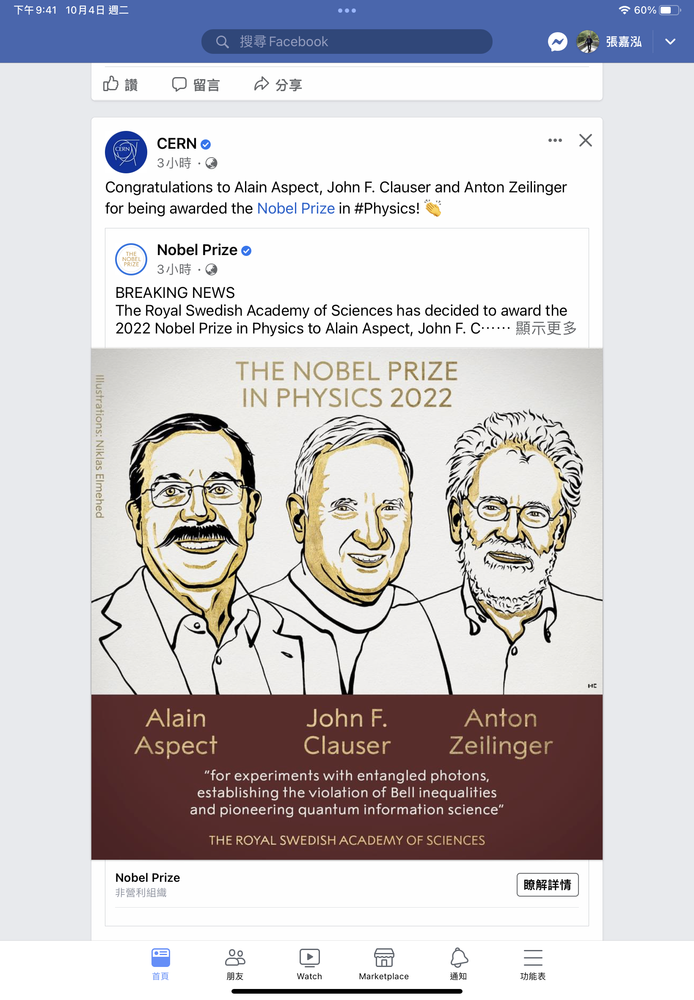 下午9:41 10月4日 週二
60%
搜尋 Facebook
張嘉泓
讚
留言
分享
CERN
CERN
3小時 ·
Congratulations to Alain Aspect, John F. Clauser and Anton Zeilinger
for being awarded the Nobel Prize in #Physics! 👏
THE
NOBEL
PRIZE
Nobel Prize
3小時 ·
BREAKING NEWS
The Royal Swedish Academy of Sciences has decided to award the
2022 Nobel Prize in Physics to Alain Aspect, John F. C…… 顯示更多
THE NOBEL PRIZE
IN PHYSICS 2022
Illustrations: Niklas Elmehed
Alain
Aspect
John F.
Clauser
Anton
Zeilinger
“for experiments with entangled photons,
establishing the violation of Bell inequalities
and pioneering quantum information science”
THE ROYAL SWEDISH ACADEMY OF SCIENCES
Nobel Prize
非營利組織
瞭解詳情
首頁
朋友
Watch
Marketplace
通知
功能表